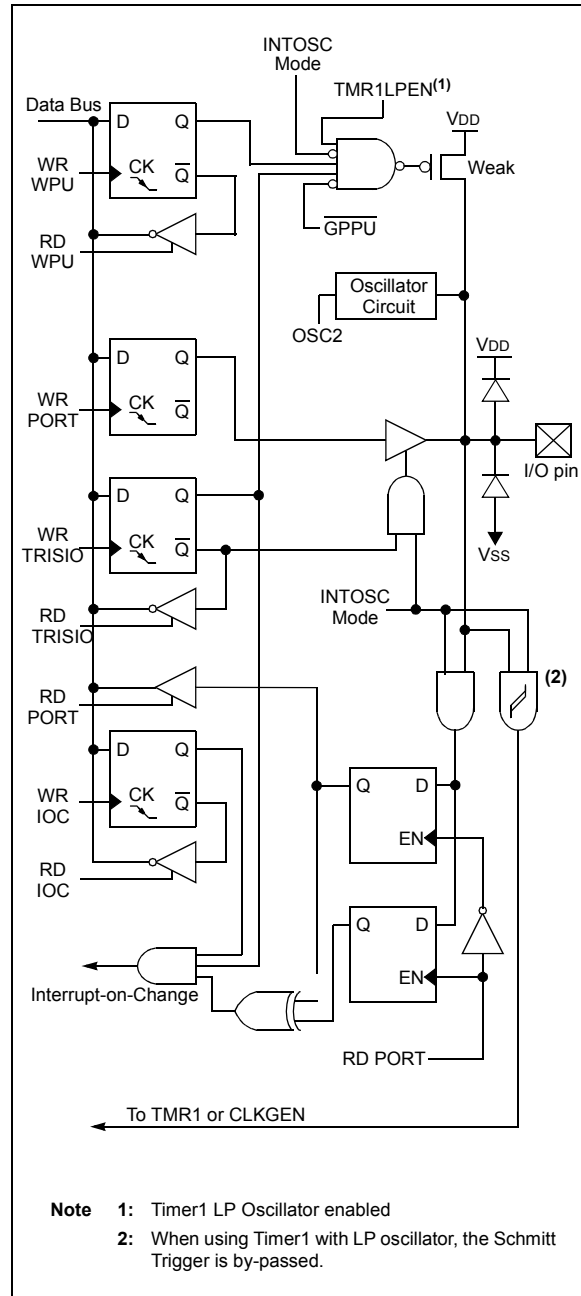 INTOSC
Mode
TMR1LPEN(1)
Data Bus
D Q
VDD
WR
WPU
CK
Q
Weak
RD
WPU
GPPU
Oscillator
Circuit
OSC2
VDD
D Q
WR
PORT
CK
Q
I/O pin
D Q
WR
TRISIO
CK
Q
VSS
INTOSC
Mode
RD
TRISIO
(2)
RD
PORT
D Q
WR
IOC
CK
Q
Q D
EN
RD
IOC
Q D
EN
Interrupt-on-Change
RD PORT
To TMR1 or CLKGEN
Note 1: Timer1 LP Oscillator enabled
2: When using Timer1 with LP oscillator, the Schmitt
Trigger is by-passed.